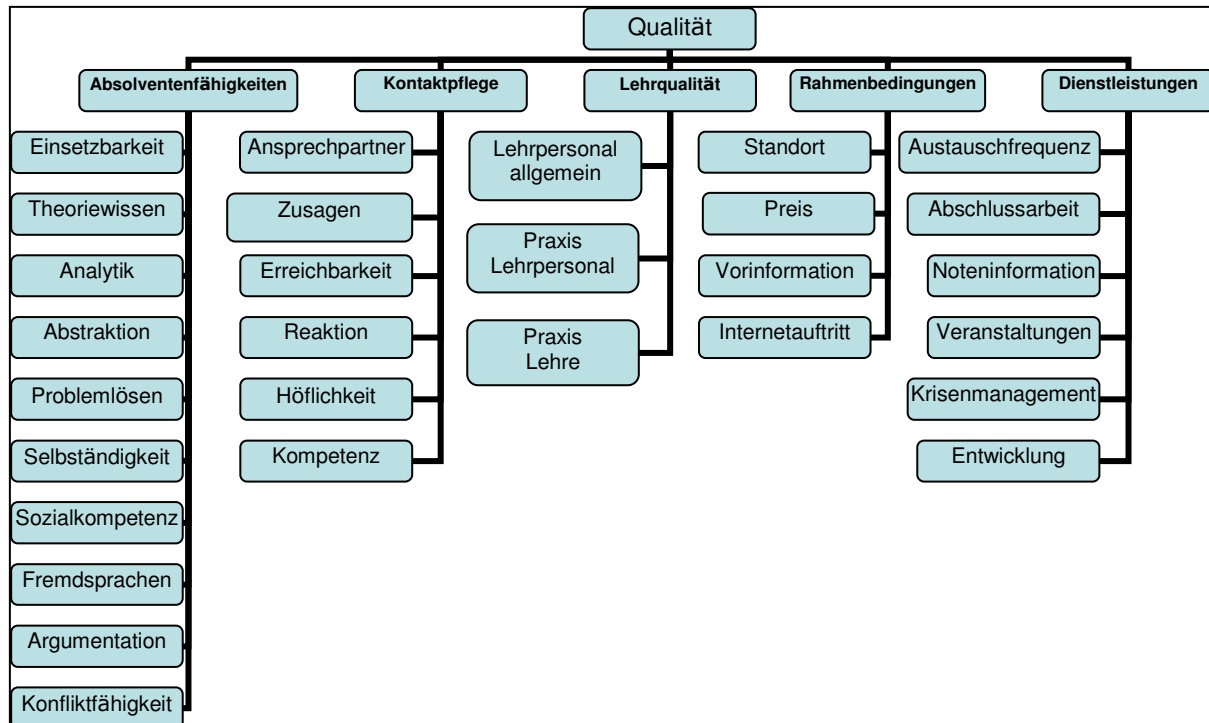 Qualität
Absolventenfähigkeiten
Kontaktpflege
Lehrqualität
Rahmenbedingungen
Dienstleistungen
Einsetzbarkeit
Theoriewissen
Analytik
Abstraktion
Problemlösen
Selbständigkeit
Sozialkompetenz
Fremdsprachen
Argumentation
Konfliktfähigkeit
Ansprechpartner
Zusagen
Erreichbarkeit
Reaktion
Höflichkeit
Kompetenz
Lehrpersonal
allgemein
Praxis
Lehrpersonal
Praxis
Lehre
Standort
Preis
Vorinformation
Internetauftritt
Austauschfrequenz
Abschlussarbeit
Noteninformation
Veranstaltungen
Krisenmanagement
Entwicklung